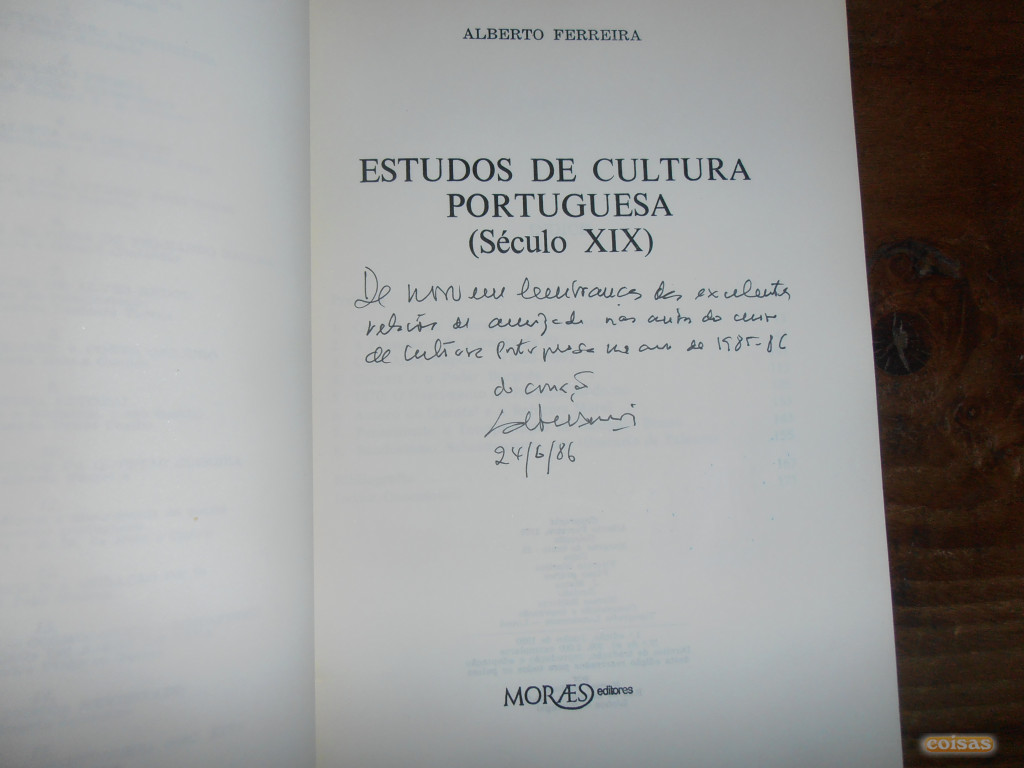 ALBERTO FERREIRA
ESTUDOS DE CULTURA
PORTUGUESA
(Século XIX)
De novo em lembrança das excelentes
relações de amizade nas aulas do curso
de Cultura Portuguesa no ano de 1985-86
do coração
24/6/86
MORÆS editores
coisas